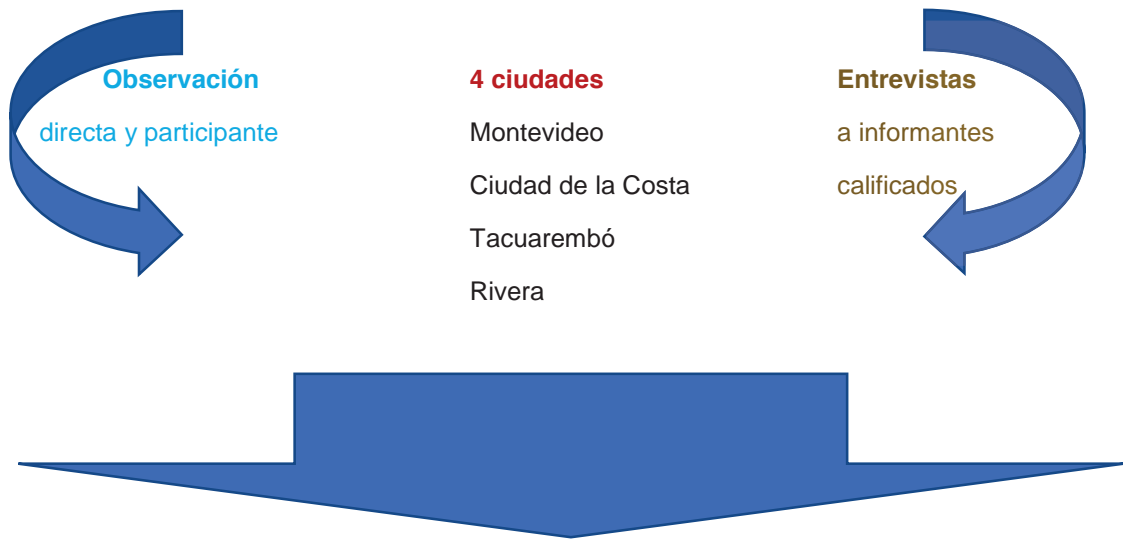 Observación
directa y participante
4 ciudades
Montevideo
Ciudad de la Costa
Tacuarembó
Rivera
Entrevistas
a informantes
calificados